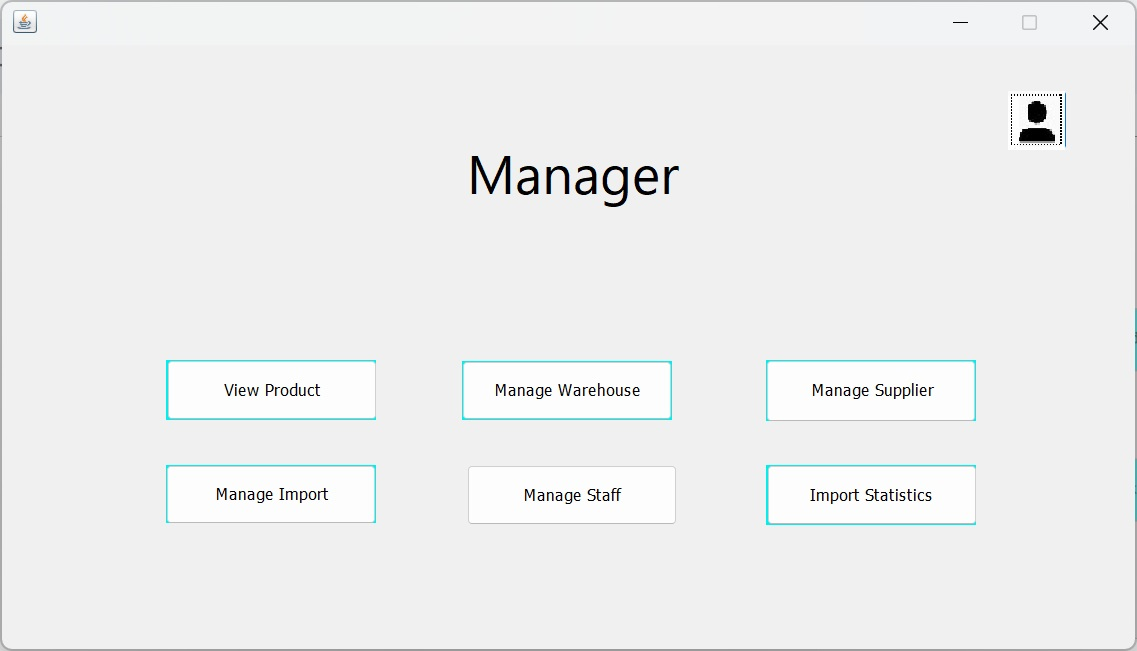 Manager
View Product
Manage Warehouse
Manage Supplier
Manage Import
Manage Staff
Import Statistics